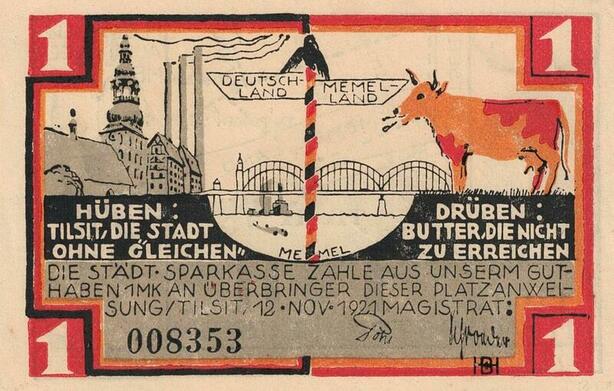 1
1
DEUTSCH-
LAND
MEMEL-
LAND
HÜBEN:
TILSIT, DIE STADT
OHNE GLEICHEN"
DRÜBEN:
BUTTER, DIE NICHT
ZU ERREICHEN
MEMEL
DIE STÄDT. SPARKASSE ZAHLE AUS UNSERM GUT-
HABEN 1 MK AN ÜBERBRINGER DIESER PLATZANWEI-
SUNG/TILSIT, 12. NOV. 1921 MAGISTRAT:
008353
1
1